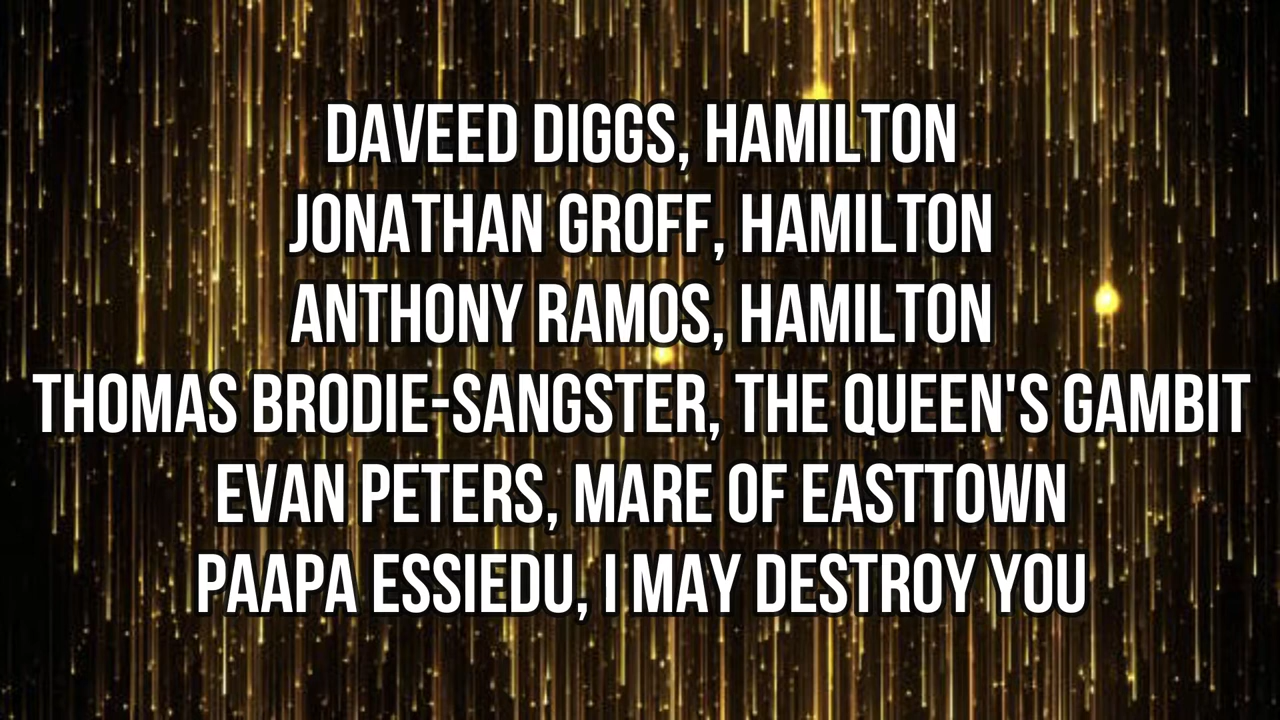 DAVEED DIGGS, HAMILTON
JONATHAN GROFF, HAMILTON
ANTHONY RAMOS, HAMILTON
THOMAS BRODIE-SANGSTER, THE QUEEN'S GAMBIT
EVAN PETERS, MARE OF EASTTOWN
PAAPA ESSIEDU, I MAY DESTROY YOU